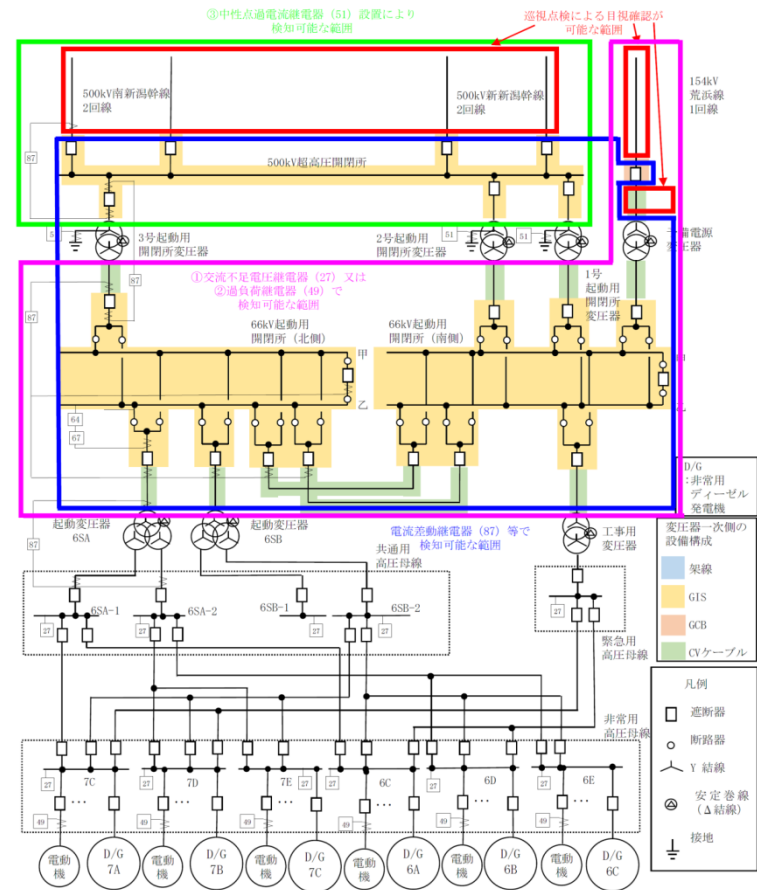 ③中性点過電流継電器（51）設置により
検知可能な範囲
巡視点検による目視確認が
可能な範囲
500kV南新潟幹線
2回線
500kV新新潟幹線
2回線
154kV
荒浜線
1回線
87
500kV超高圧開閉所
87
51
3号起動用
開閉所変圧器
51
2号起動用
開閉所変圧器
51
予備電源
変圧器
①交流不足電圧継電器（27）又は
②過負荷継電器（49）で
検知可能な範囲
1号
起動用
開閉所
変圧器
87
66kV起動用
開閉所（北側）
66kV起動用
開閉所（南側）
甲
甲
乙
乙
64
67
D/G
：非常用
ディーゼル
発電機
起動変圧器
6SA
起動変圧器
6SB
電流差動継電器（87）等で
検知可能な範囲
工事用
変圧器
87
共通用
高圧母線
変圧器一次側の
設備構成
架線
GIS
GCB
CVケーブル
6SA-1
6SA-2
6SB-1
6SB-2
27
27
27
27
27
緊急用
高圧母線
凡例
遮断器
断路器
Y 結線
安定巻線
（Δ結線）
接地
非常用
高圧母線
27
7C
27
7D
7E
27
27
6C
27
6D
6E
27
…
…
…
…
…
…
49
49
49
49
49
49
電動
機
D/G
7A
電動
機
D/G
7B
電動
機
D/G
7C
電動
機
D/G
6A
電動
機
D/G
6B
電動
機
D/G
6C